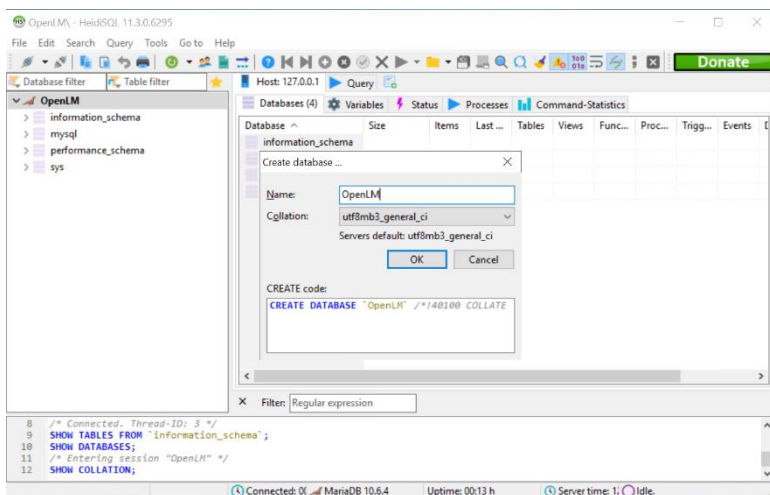 OpenLM\ - HeidiSQL 11.3.0.6295
File Edit Search Query Tools Go to Help
Donate
Database filter Table filter
Host: 127.0.0.1 Query
OpenLM
information_schema
mysql
performance_schema
sys
Databases (4) Variables Status Processes Command-Statistics
Database Size Items Last ... Tables Views Func... Proc... Trigg... Events
information_schema
Create database ...
Name: OpenLM
Collation: utf8mb3_general_ci
Servers default: utf8mb3_general_ci
OK Cancel
CREATE code:
CREATE DATABASE `OpenLM` /*!40100 COLLATE
Filter: Regular expression
8 /* Connected. Thread-ID: 3 */
9 SHOW TABLES FROM `information_schema`;
10 SHOW DATABASES;
11 /* Entering session "OpenLM" */
12 SHOW COLLATION;
Connected: 00 MariaDB 10.6.4 Uptime: 00:13 h Server time: 1: Idle.